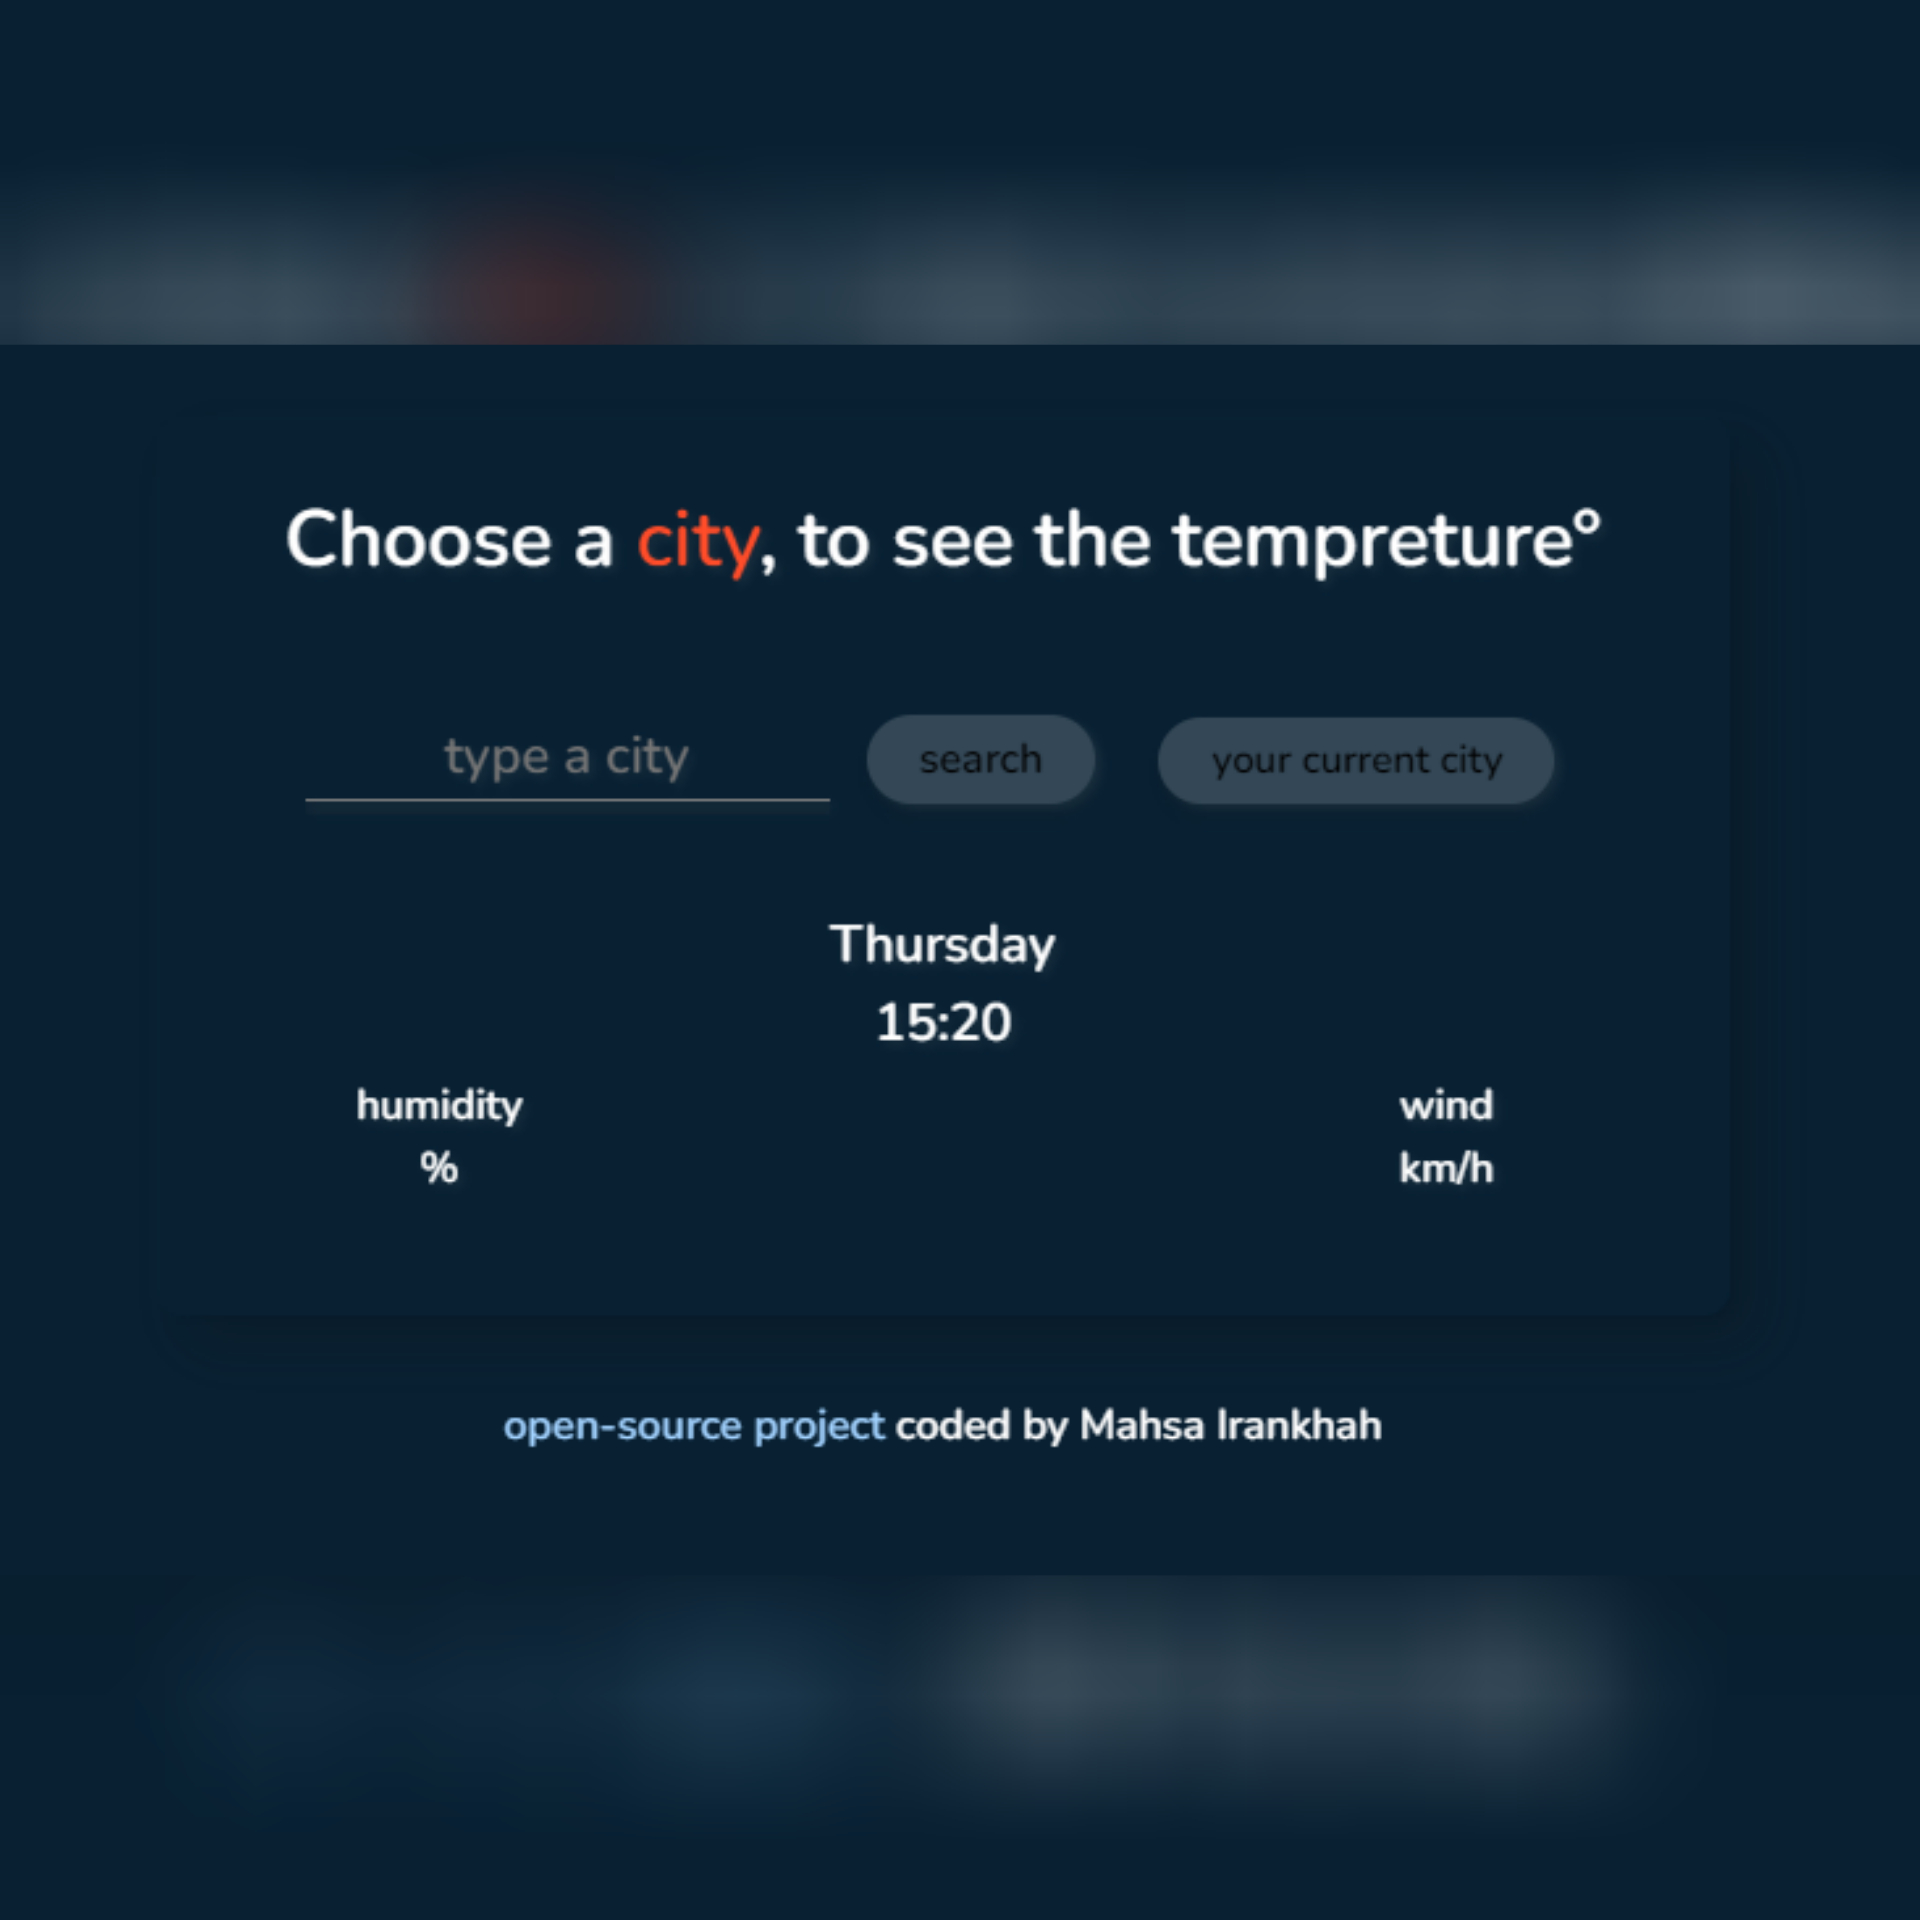 Choose a city, to see the tempreture°
type a city search your current city
Thursday
15:20
humidity wind
% km/h
open-source project coded by Mahsa Irankhah